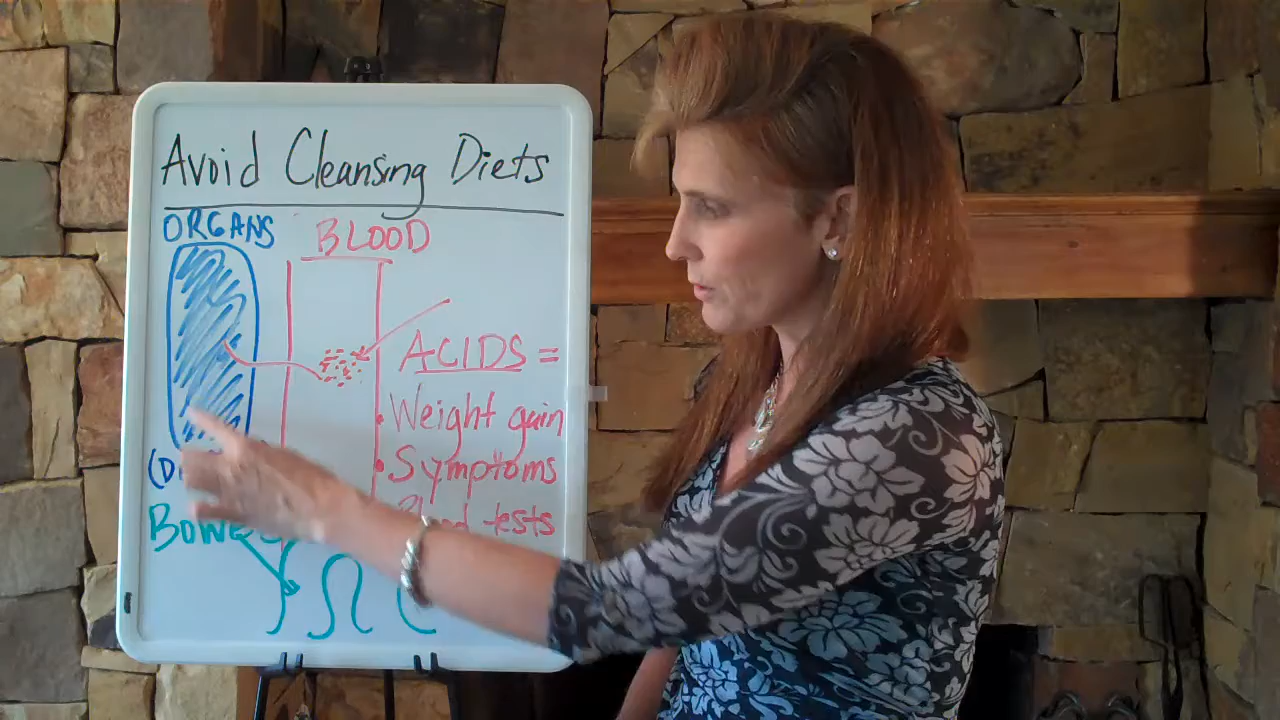 Avoid Cleansing Diets
ORGANS BLOOD
ACIDS =
• Weight gain
• Symptoms
tests